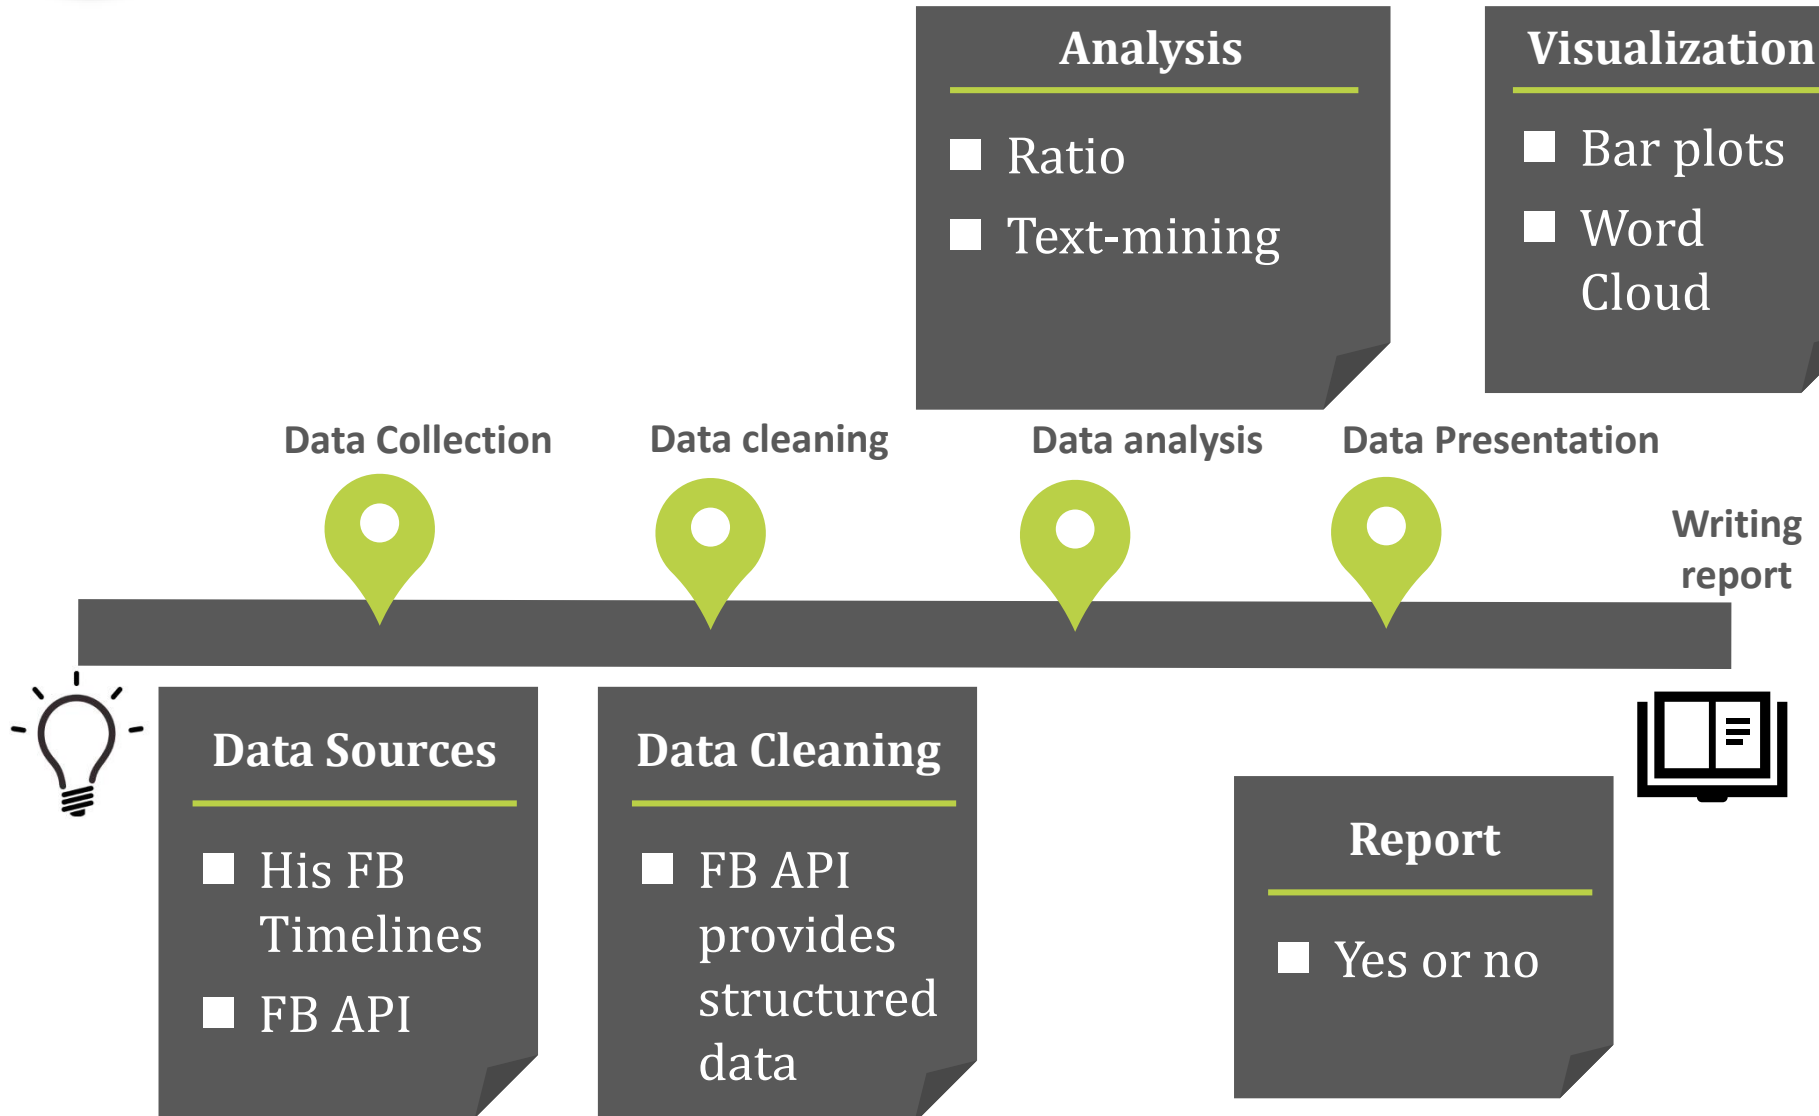 Analysis
Ratio
Text-mining
Visualization
Bar plots
Word
Cloud
Data Collection
Data cleaning
Data analysis
Data Presentation
Writing
report
Data Sources
His FB
Timelines
FB API
Data Cleaning
FB API
provides
structured
data
Report
Yes or no